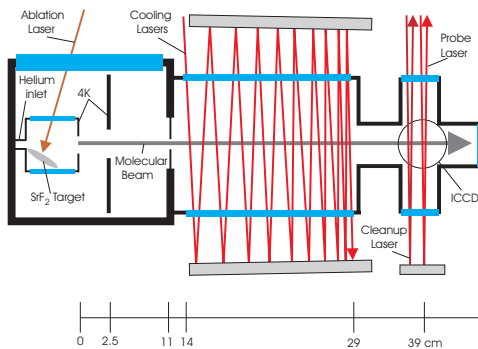 Ablation
Laser
Cooling
Lasers
Probe
Laser
Helium
inlet
4K
Molecular
Beam
SrF2 Target
ICCD
Cleanup
Laser
0 2.5 11 14 29 39 cm